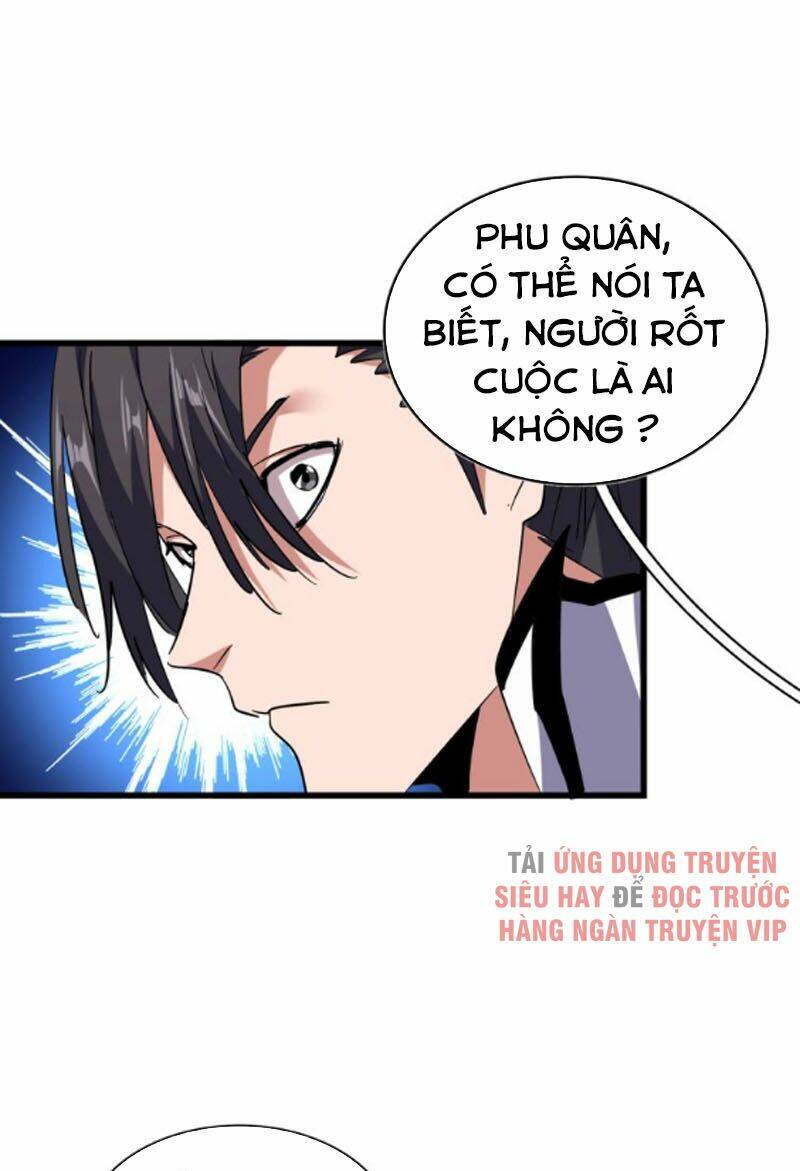 PHU QUÂN,
CÓ THỂ NÓI TA
BIẾT, NGƯỜI RỐT
CUỘC LÀ AI
KHÔNG ?
TẢI ỨNG DỤNG TRUYỆN
SIÊU HAY ĐỂ ĐỌC TRƯỚC
HÀNG NGÀN TRUYỆN VIP